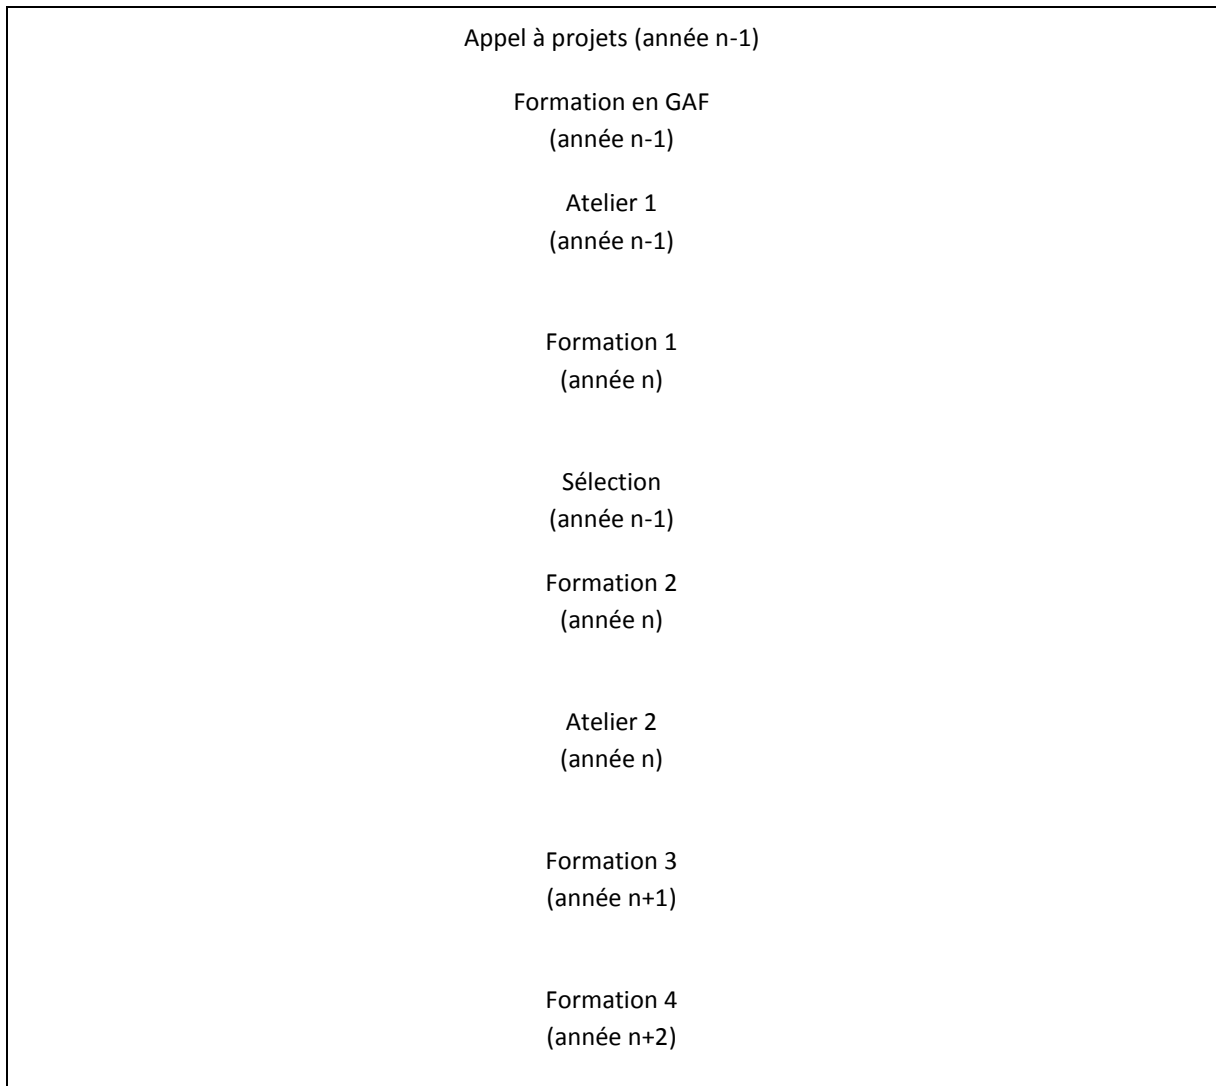 Appel à projets (année n-1)
Formation en GAF
(année n-1)
Atelier 1
(année n-1)
Formation 1
(année n)
Sélection
(année n-1)
Formation 2
(année n)
Atelier 2
(année n)
Formation 3
(année n+1)
Formation 4
(année n+2)